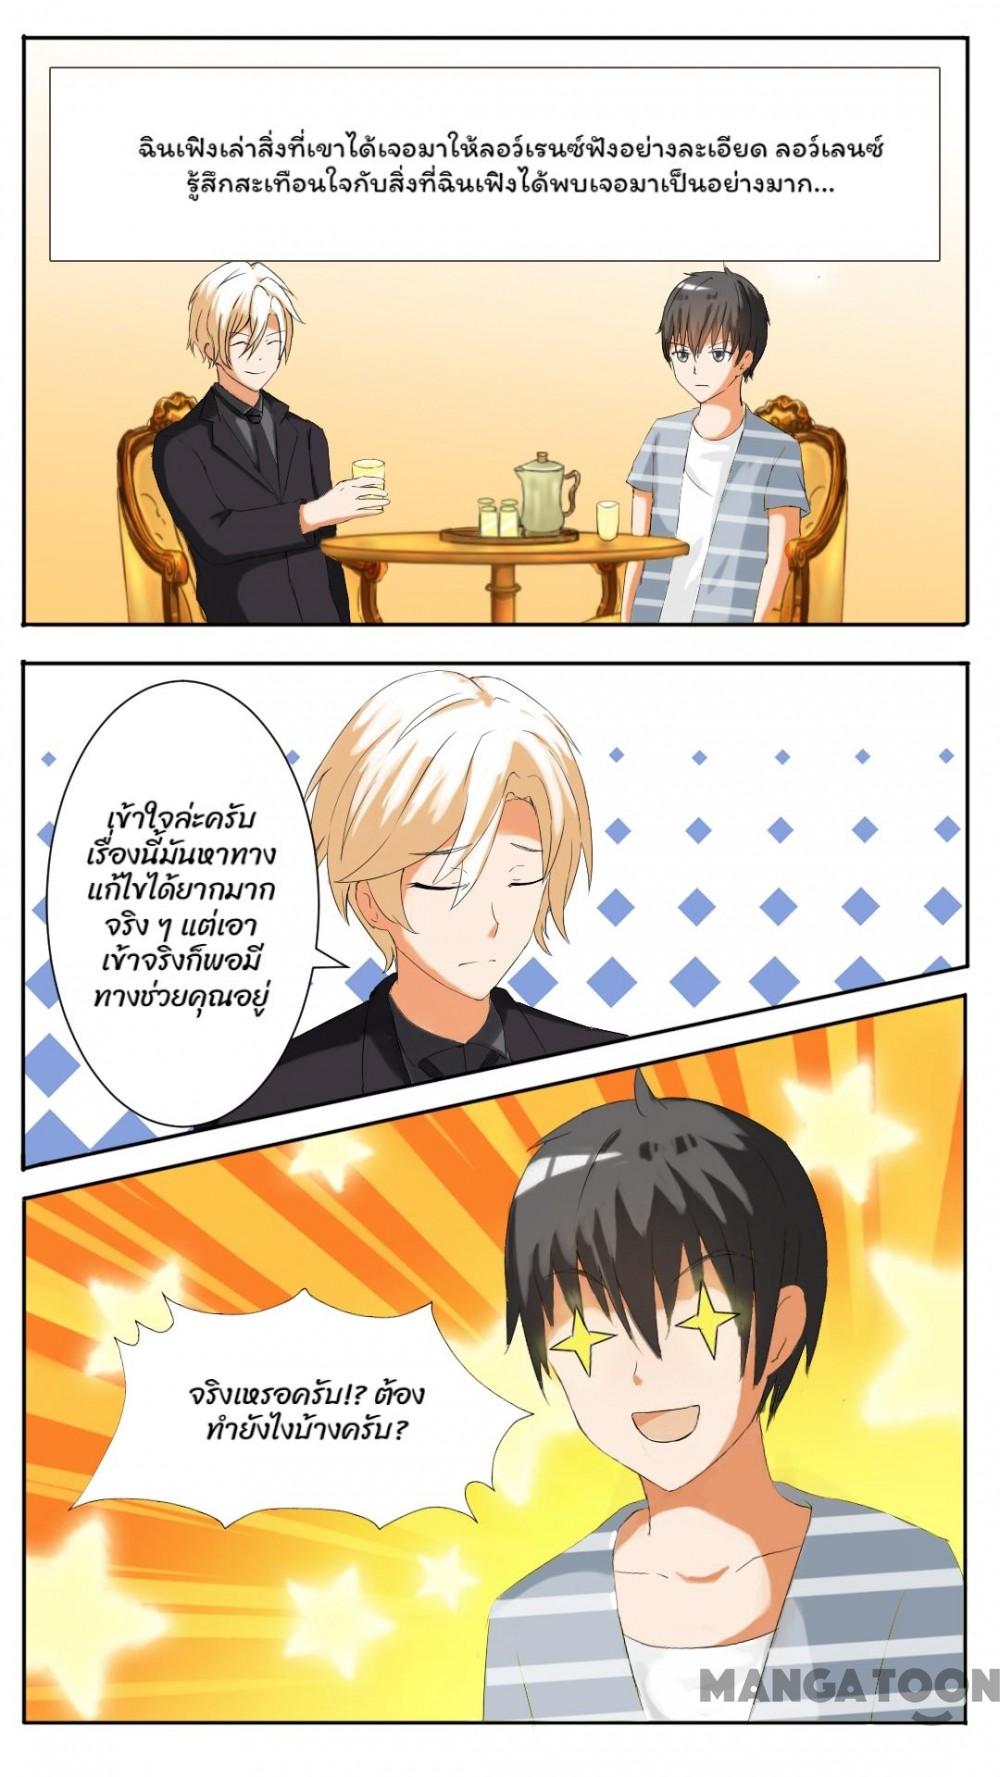 ฉินเฟิงเล่าสิ่งที่เขาได้เจอมาให้ลอว์เรนซ์ฟังอย่างละเอียด ลอว์เลนซ์
รู้สึกสะเทือนใจกับสิ่งที่ฉินเฟิงได้พบเจอมาเป็นอย่างมาก...
เข้าใจล่ะครับ
เรื่องนี้มันหาทาง
แก้ไขได้ยากมาก
จริง ๆ แต่เอา
เข้าจริงก็พอมี
ทางช่วยคุณอยู่
จริงเหรอครับ!? ต้อง
ทำยังไงบ้างครับ?
MANGATOON